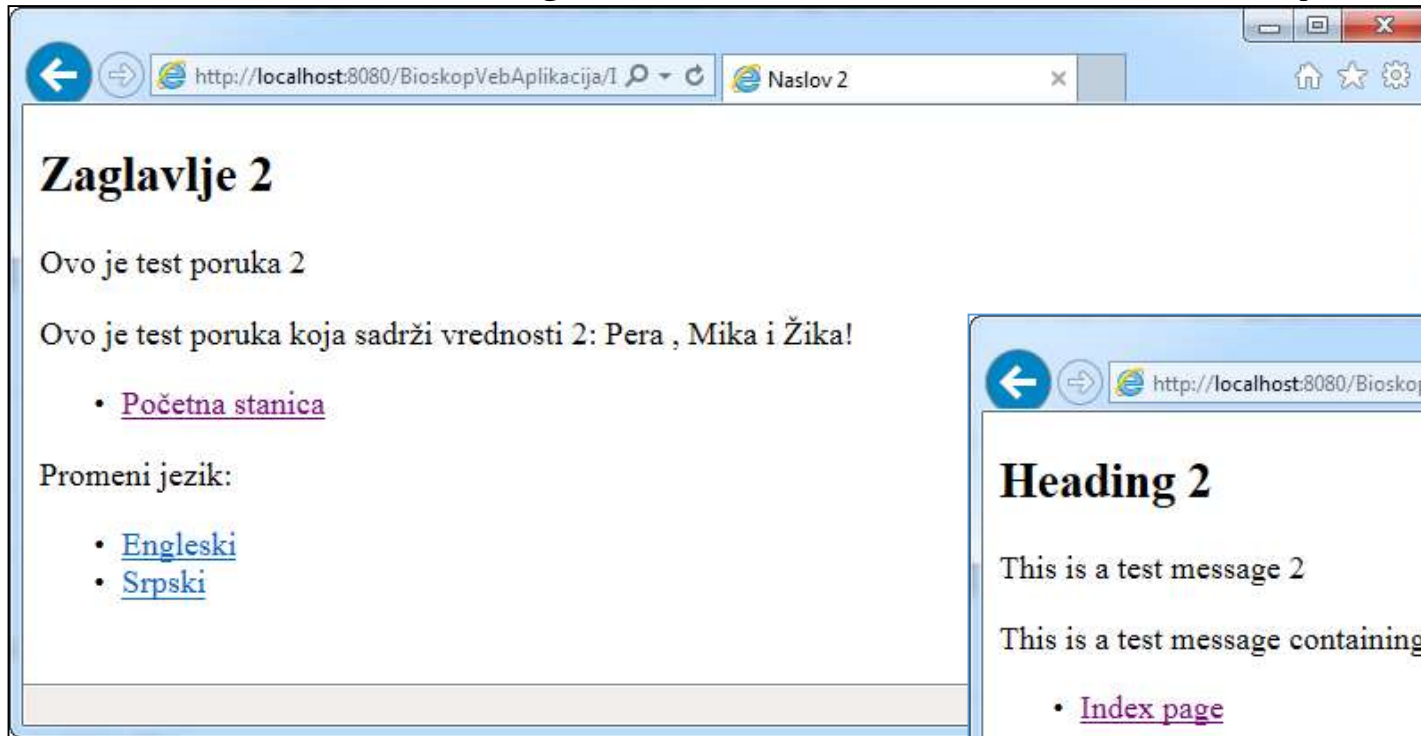 http://localhost:8080/BioskopVebAplikacija/I
Naslov 2
Zaglavlje 2
Ovo je test poruka 2
Ovo je test poruka koja sadrži vrednosti 2: Pera , Mika i Žika!
• Početna stanica
Promeni jezik:
• Engleski
• Srpski
http://localhost:8080/Bioskop
Heading 2
This is a test message 2
This is a test message containing
• Index page